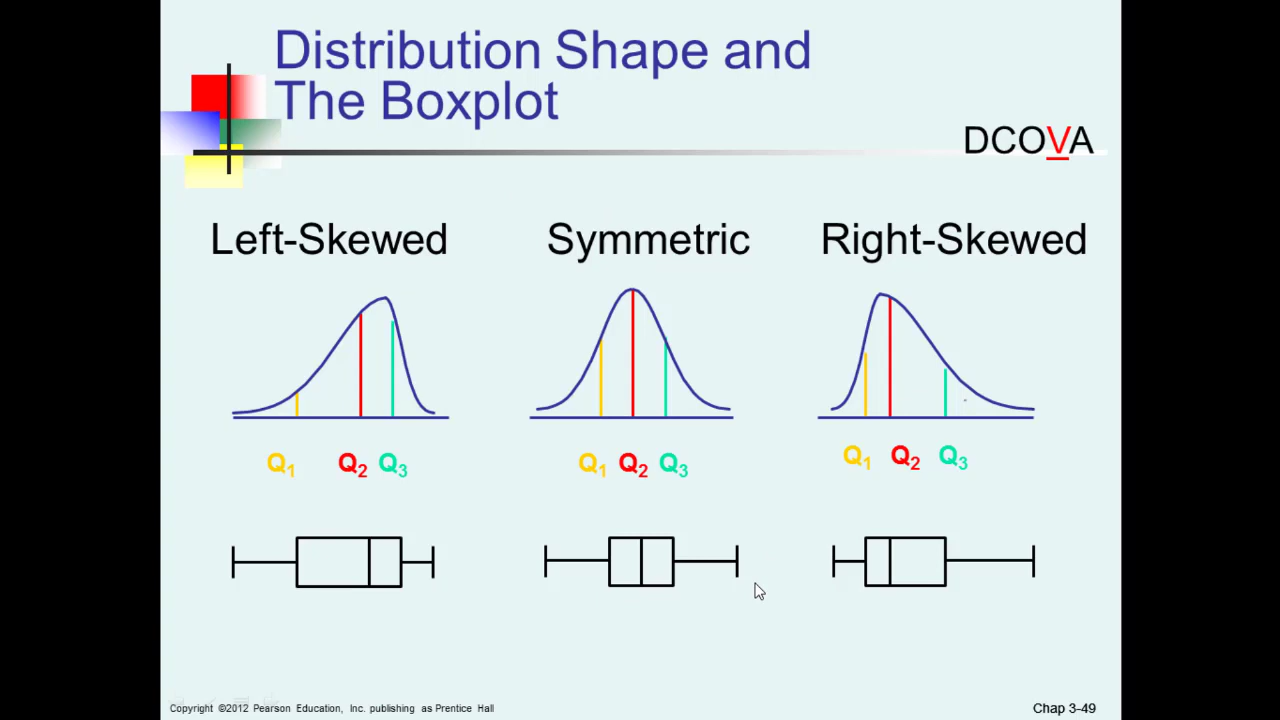 Distribution Shape and
The Boxplot
DCOVA
Left-Skewed Symmetric Right-Skewed
Q1 Q2 Q3 Q1 Q2 Q3 Q1 Q2 Q3
Copyright ©2012 Pearson Education, Inc. publishing as Prentice Hall Chap 3-49